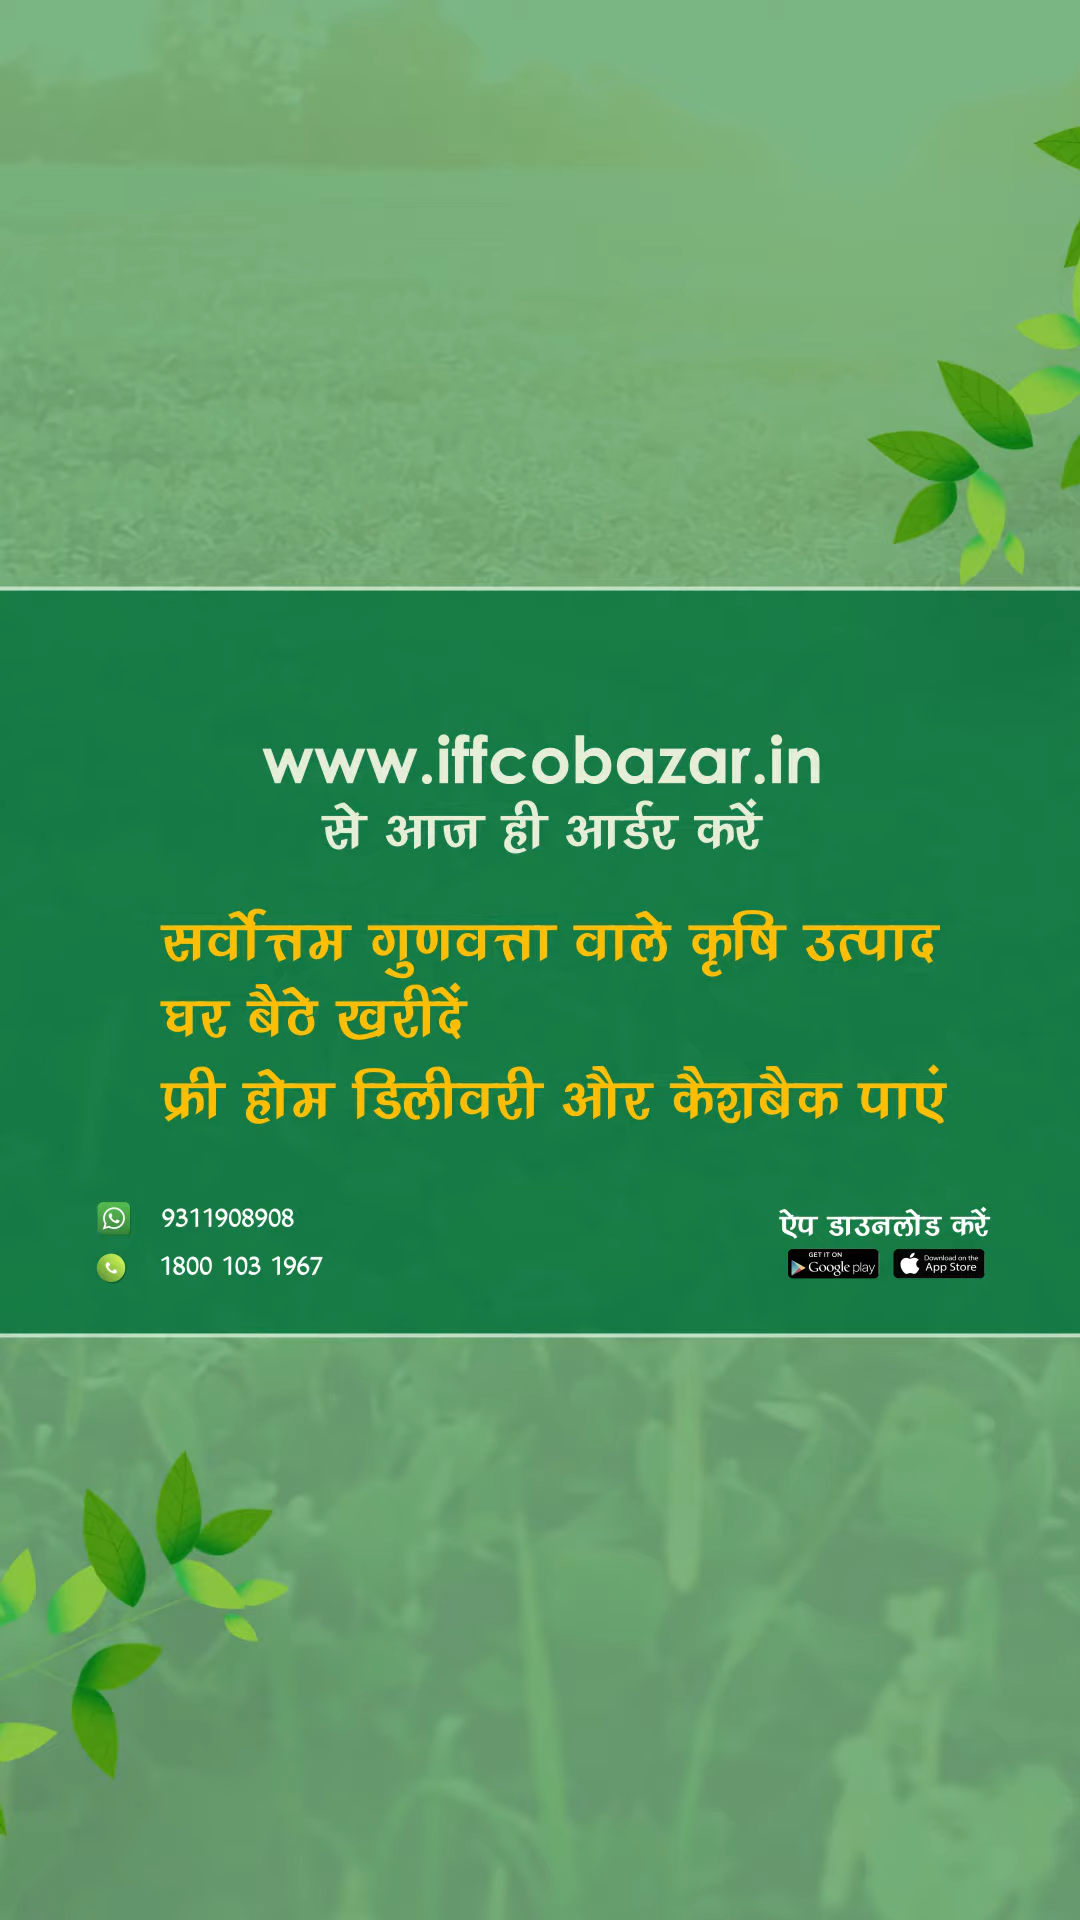 www.iffcobazar.in
से आज ही आर्डर करें
सर्वोत्तम गुणवत्ता वाले कृषि उत्पाद
घर बैठे खरीदें
फ्री होम डिलीवरी और कैशबैक पाएं
9311908908
1800 103 1967
ऐप डाउनलोड करें
GET IT ON
Google play
Download on the
App Store